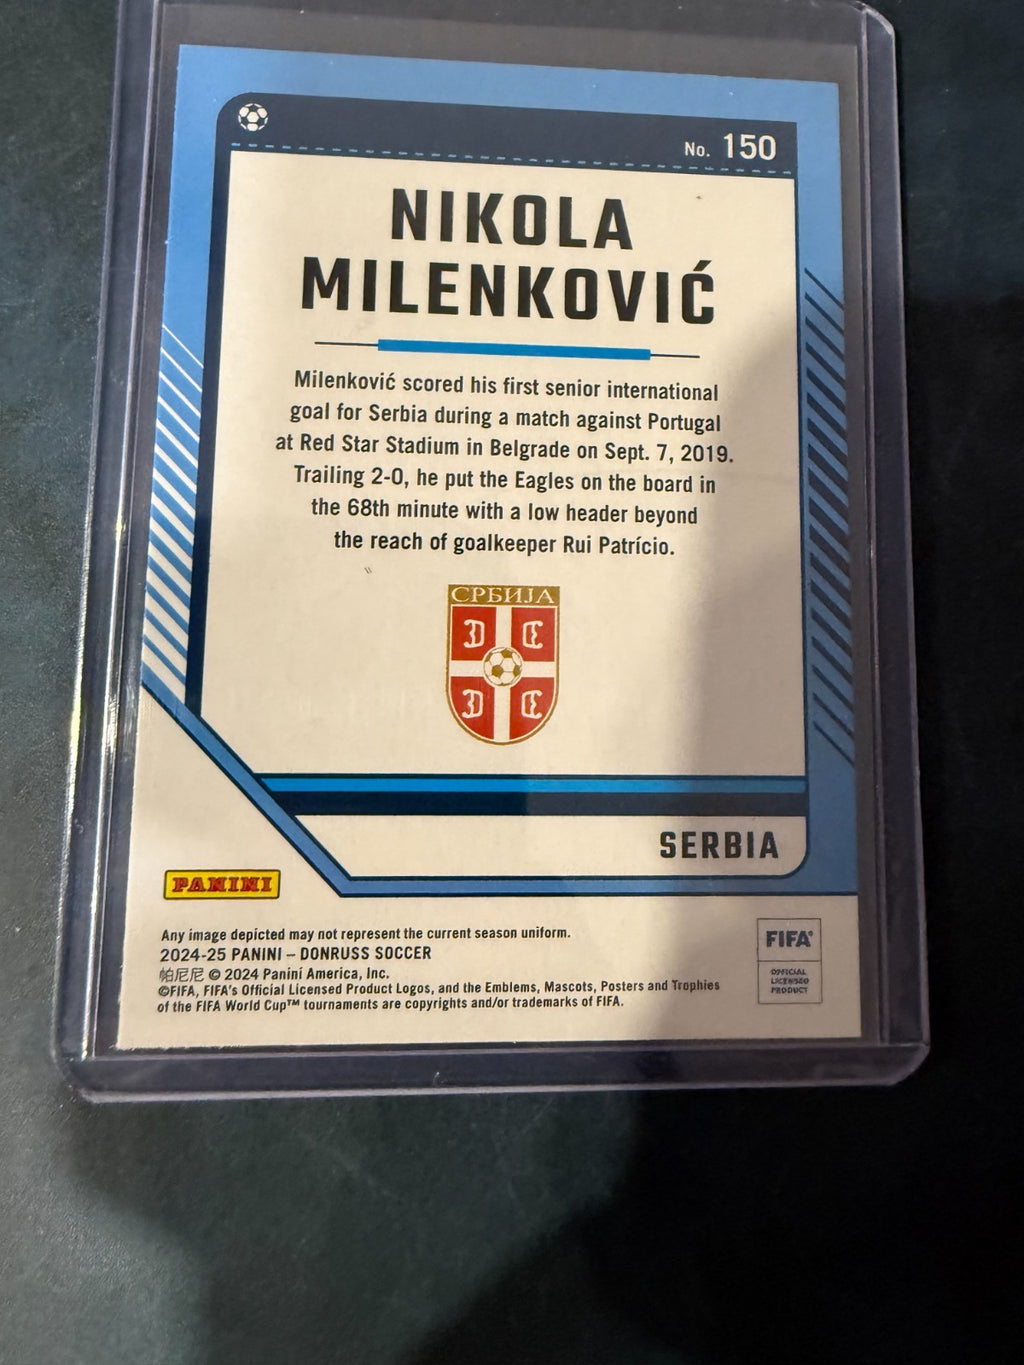 No. 150
NIKOLA
MILENKOVIĆ
Milenković scored his first senior international
goal for Serbia during a match against Portugal
at Red Star Stadium in Belgrade on Sept. 7, 2019.
Trailing 2-0, he put the Eagles on the board in
the 68th minute with a low header beyond
the reach of goalkeeper Rui Patrício.
СРБИЈА
SERBIA
PANINI
Any image depicted may not represent the current season uniform.
2024-25 PANINI – DONRUSS SOCCER
帕尼尼 © 2024 Panini America, Inc.
©FIFA, FIFA's Official Licensed Product Logos, and the Emblems, Mascots, Posters and Trophies
of the FIFA World Cup™ tournaments are copyrights and/or trademarks of FIFA.
FIFA®
OFFICIAL
LICENSED
PRODUCT